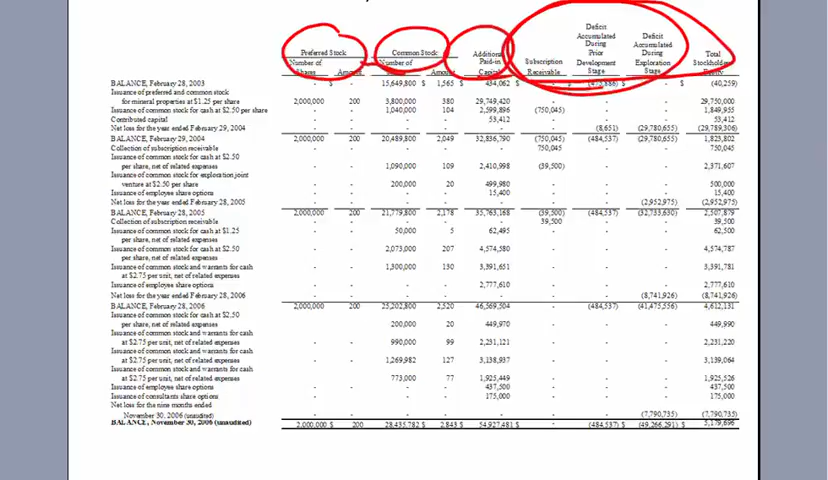 Deficit
Accumulated Deficit
During Accumulated
Preferred Stock Common Stock Additional Prior During Total
Number of Number of Paid-in Subscription Development Exploration Stockholders
Shares Amount Amount Capital Receivable Stage Stage Equity
BALANCE, February 28, 2003 - $ 15,649,800 $ 1,565 $ 434,062 $ - $ - $ (40,259)
Issuance of preferred and common stock
for mineral properties at $1.25 per share 2,000,000 200 3,800,000 380 29,749,420 - - - 29,750,000
Issuance of common stock for cash at $2.50 per share - - 1,040,000 104 2,599,896 (750,045) - - 1,849,955
Contributed capital - - - - 53,412 - - - 53,412
Net loss for the year ended February 29, 2004 - - - - - - (8,651) (29,780,655) (29,789,306)
BALANCE, February 29, 2004 2,000,000 200 20,489,800 2,049 32,836,790 (750,045) (484,537) (29,780,655) 1,823,802
Collection of subscription receivable - - - - - 750,045 - - 750,045
Issuance of common stock for cash at $2.50
per share, net of related expenses - - 1,090,000 109 2,410,998 (39,500) - - 2,371,607
Issuance of common stock for exploration joint
venture at $2.50 per share - - 200,000 20 499,980 - - - 500,000
Issuance of employee share options - - - - 15,400 - - - 15,400
Net loss for the year ended February 28, 2005 - - - - - - - (2,952,975) (2,952,975)
BALANCE, February 28, 2005 2,000,000 200 21,779,800 2,178 35,763,168 (39,500) (484,537) (32,733,630) 2,507,879
Collection of subscription receivable - - - - - 39,500 - - 39,500
Issuance of common stock for cash at $1.25
per share, net of related expenses - - 50,000 5 62,495 - - - 62,500
Issuance of common stock for cash at $2.50
per share, net of related expenses - - 2,073,000 207 4,574,580 - - - 4,574,787
Issuance of common stock and warrants for cash
at $2.75 per unit, net of related expenses - - 1,300,000 130 3,391,651 - - - 3,391,781
Issuance of employee share options - - - - 2,777,610 - - - 2,777,610
Net loss for the year ended February 28, 2006 - - - - - - - (8,741,926) (8,741,926)
BALANCE, February 28, 2006 2,000,000 200 25,202,800 2,520 46,569,504 - (484,537) (41,475,556) 4,612,131
Issuance of common stock for cash at $2.50
per share, net of related expenses - - 200,000 20 449,970 - - - 449,990
Issuance of common stock and warrants for cash
at $2.75 per unit, net of related expenses - - 990,000 99 2,231,121 - - - 2,231,220
Issuance of common stock and warrants for cash
at $2.75 per unit, net of related expenses - - 1,269,982 127 3,138,937 - - - 3,139,064
Issuance of common stock and warrants for cash
at $2.75 per unit, net of related expenses - - 773,000 77 1,925,449 - - - 1,925,526
Issuance of employee share options - - - - 437,500 - - - 437,500
Issuance of consultants share options - - - - 175,000 - - - 175,000
Net loss for the nine months ended
November 30, 2006 (unaudited) - - - - - - - (7,790,735) (7,790,735)
BALANCE, November 30, 2006 (unaudited) 2,000,000 $ 200 28,435,782 $ 2,843 $ 54,927,481 $ - (484,537) $ (49,266,291) $ 5,179,696